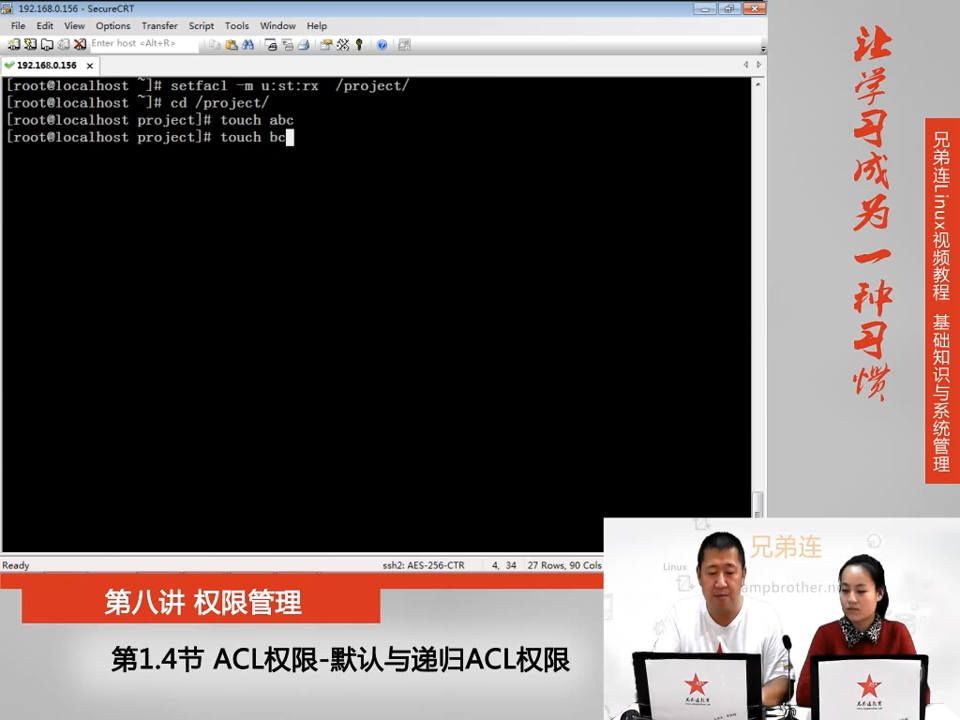 192.168.0.156 - SecureCRT
File Edit View Options Transfer Script Tools Window Help
Enter host <Alt+R>
192.168.0.156
[root@localhost ~]# setfacl -m u:st:rx  /project/
[root@localhost ~]# cd /project/
[root@localhost project]# touch abc
[root@localhost project]# touch bc
Ready ssh2: AES-256-CTR 4, 34 27 Rows, 90 Cols
让学习成为一种习惯
兄弟连Linux视频教程 基础知识与系统管理
第八讲 权限管理
第1.4节 ACL权限-默认与递归ACL权限
兄弟连
Linux
ampbrother.n